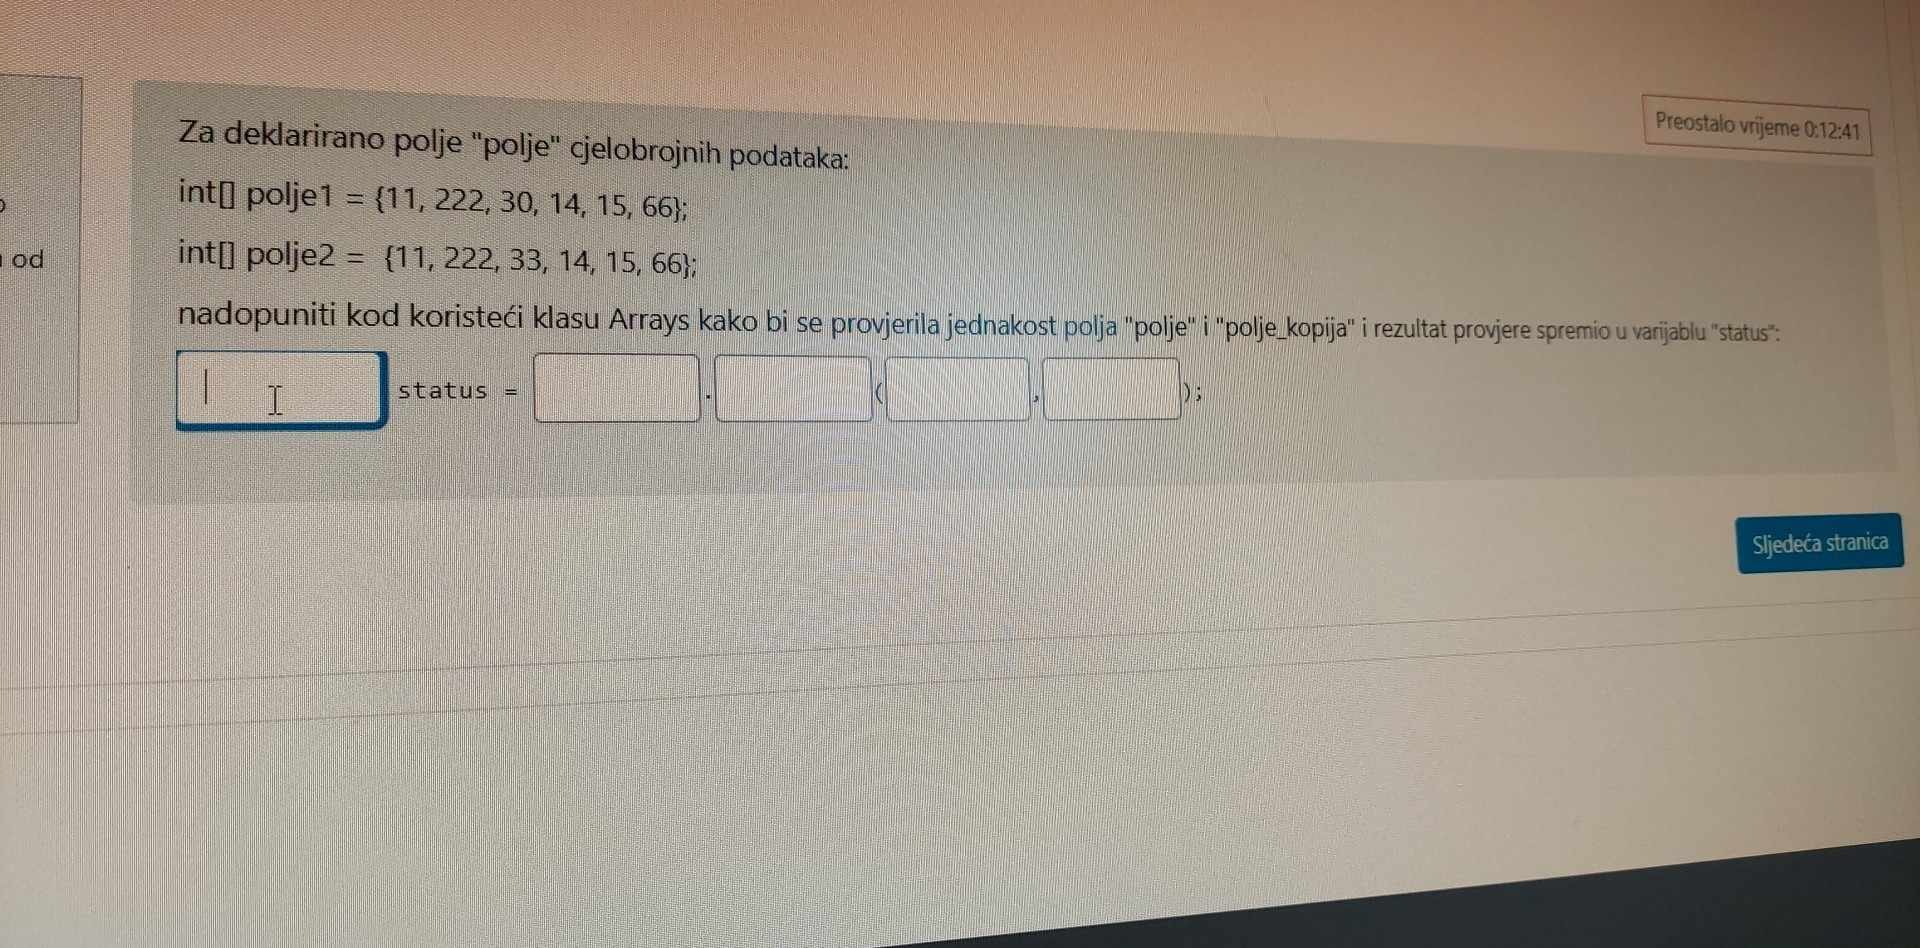 Preostalo vrijeme 0:12:41
od
Za deklarirano polje "polje" cjelobrojnih podataka:
int[] polje1 = {11, 222, 30, 14, 15, 66};
int[] polje2 = {11, 222, 33, 14, 15, 66};
nadopuniti kod koristeći klasu Arrays kako bi se provjerila jednakost polja "polje" i "polje_kopija" i rezultat provjere spremio u varijablu "status":
status = . ( , );
Sljedeća stranica